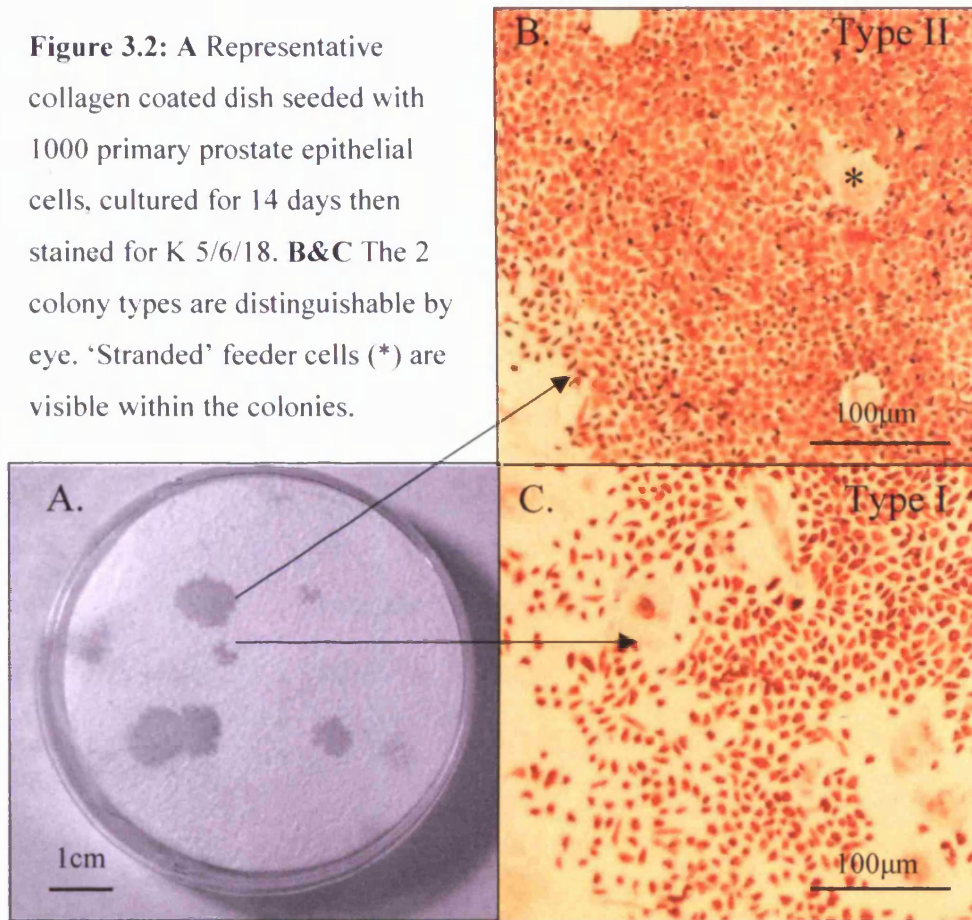 Figure 3.2: A Representative
collagen coated dish seeded with
1000 primary prostate epithelial
cells, cultured for 14 days then
stained for K 5/6/18. B&C The 2
colony types are distinguishable by
eye. 'Stranded' feeder cells (*) are
visible within the colonies.
B. Type II
*
100μm
A.
1cm
C. Type I
100μm